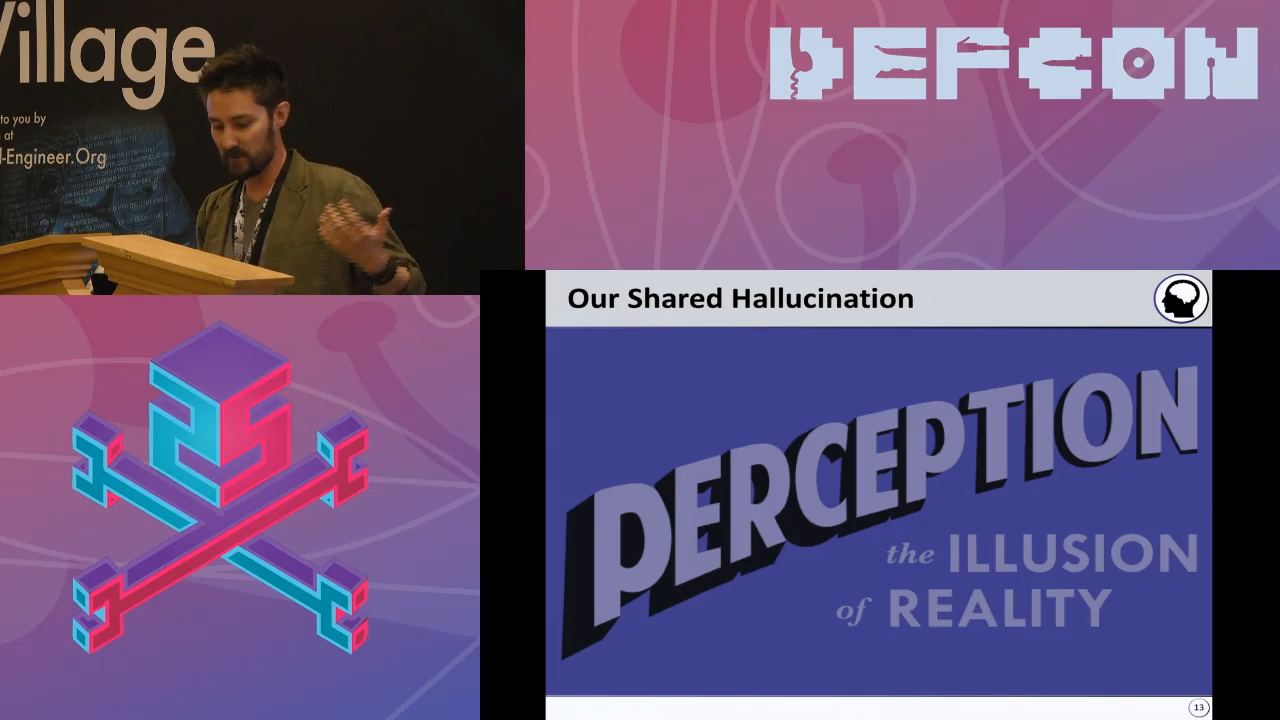 Village
to you by
at
l-Engineer.Org
DEFCON
Our Shared Hallucination
PERCEPTION
the ILLUSION
of REALITY
13